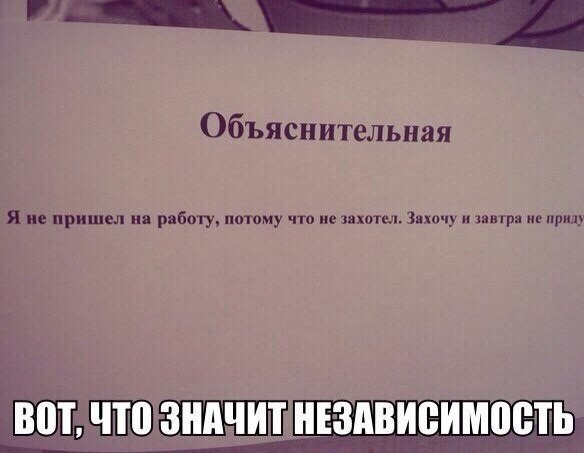 Объяснительная
Я не пришел на работу, потому что не захотел. Захочу и завтра не приду
ВОТ, ЧТО ЗНАЧИТ НЕЗАВИСИМОСТЬ